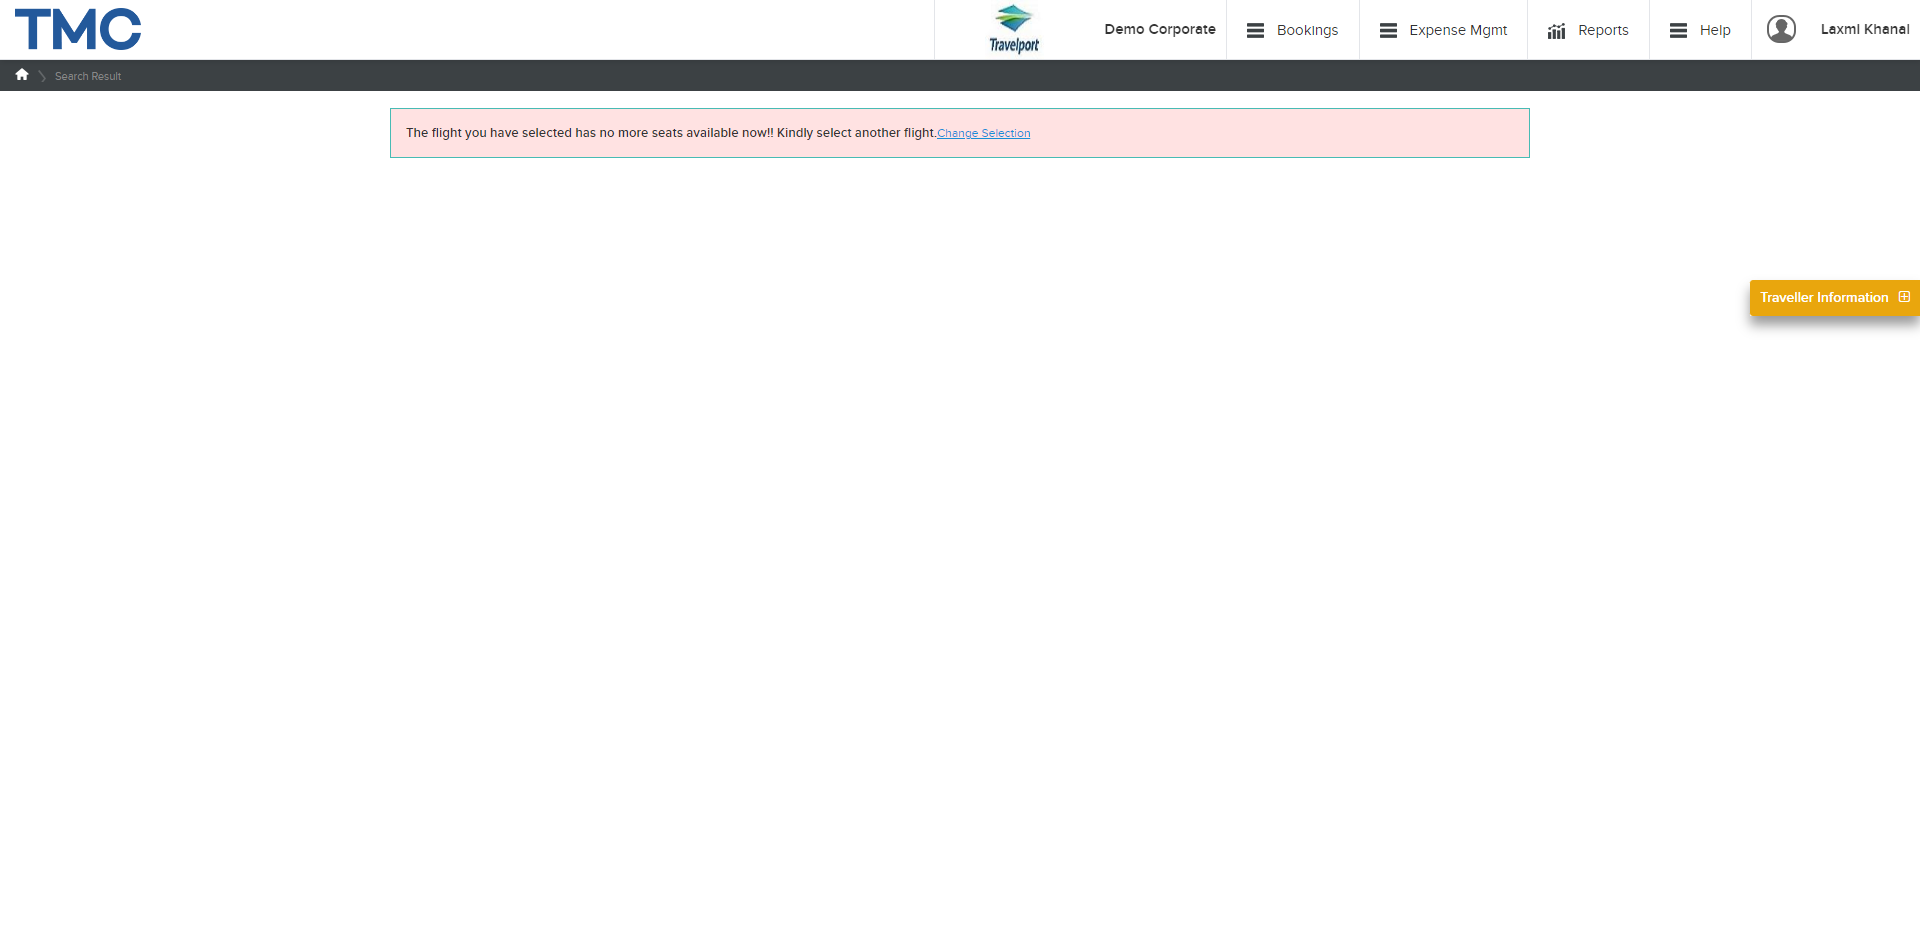 TMC
Travelport
Demo Corporate
Bookings
Expense Mgmt
Reports
Help
Laxmi Khanal
Search Result
The flight you have selected has no more seats available now!! Kindly select another flight.Change Selection
Traveller Information